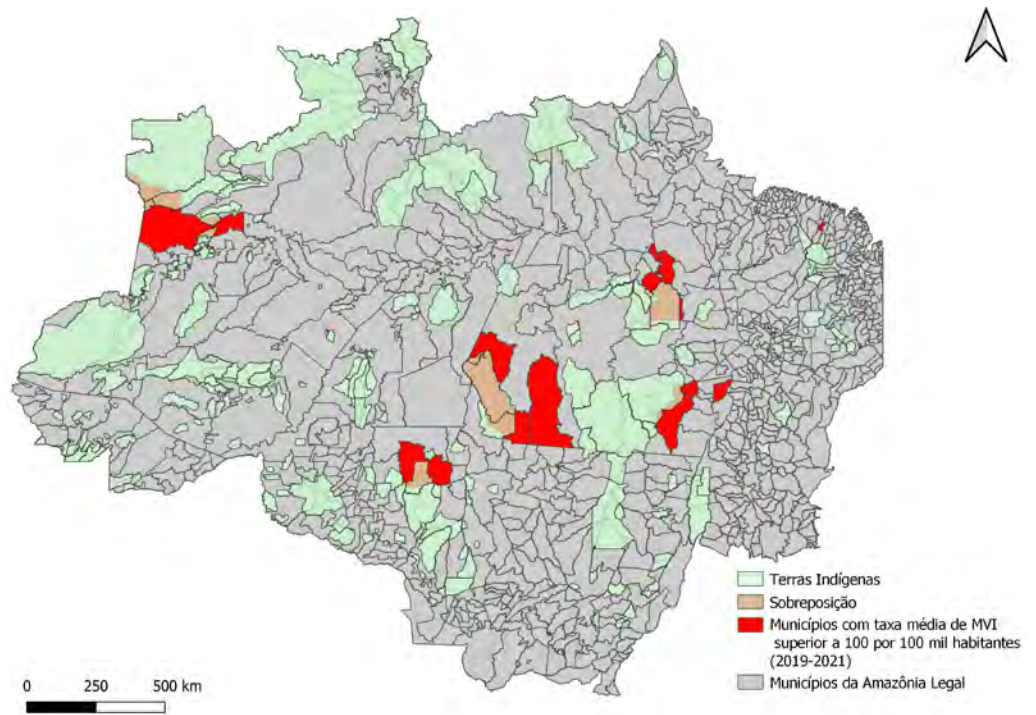 Terras Indígenas
Sobreposição
Municípios com taxa média de MVI
superior a 100 por 100 mil habitantes
(2019-2021)
Municípios da Amazônia Legal
0 250 500 km